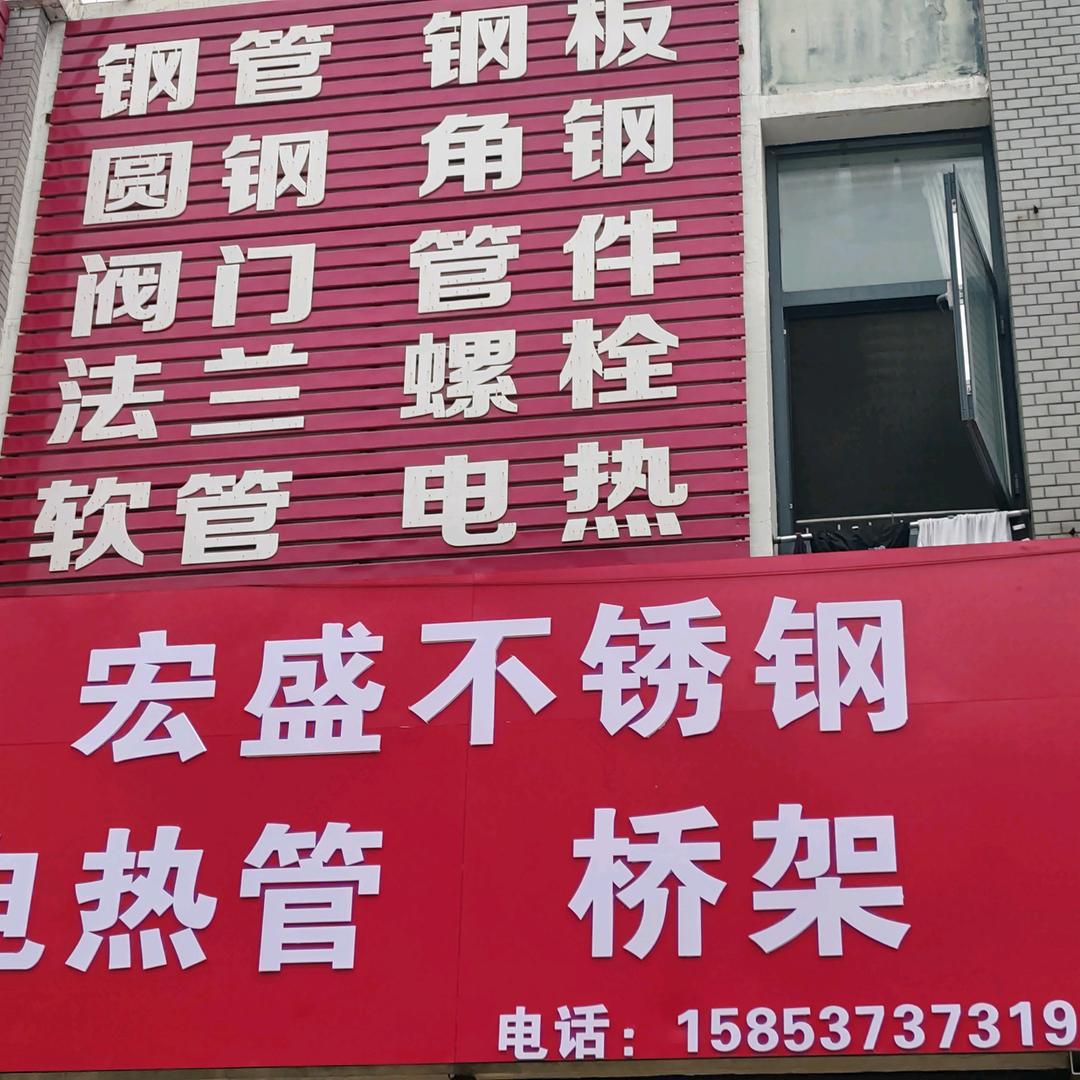 钢管 钢板
圆钢 角钢
阀门 管件
法兰 螺栓
软管 电热
宏盛不锈钢
电热管 桥架
电话：15853737319